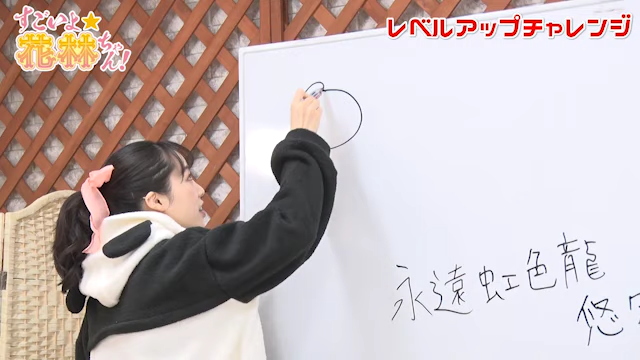 すごいよ★
花林ちゃん!
レベルアップチャレンジ
永遠虹色龍
悠